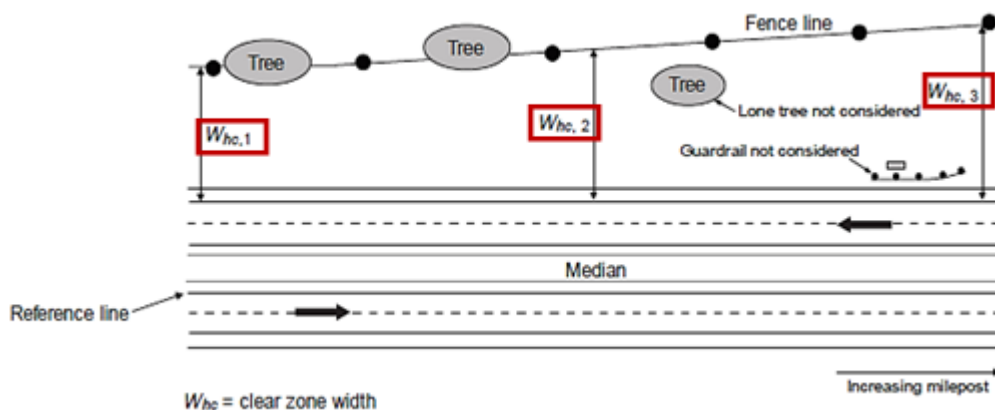 Fence line
Tree
Tree
Tree
Lone tree not considered
W_hc,1
W_hc, 2
W_hc, 3
Guardrail not considered
Median
Reference line
Increasing milepost
W_hc = clear zone width